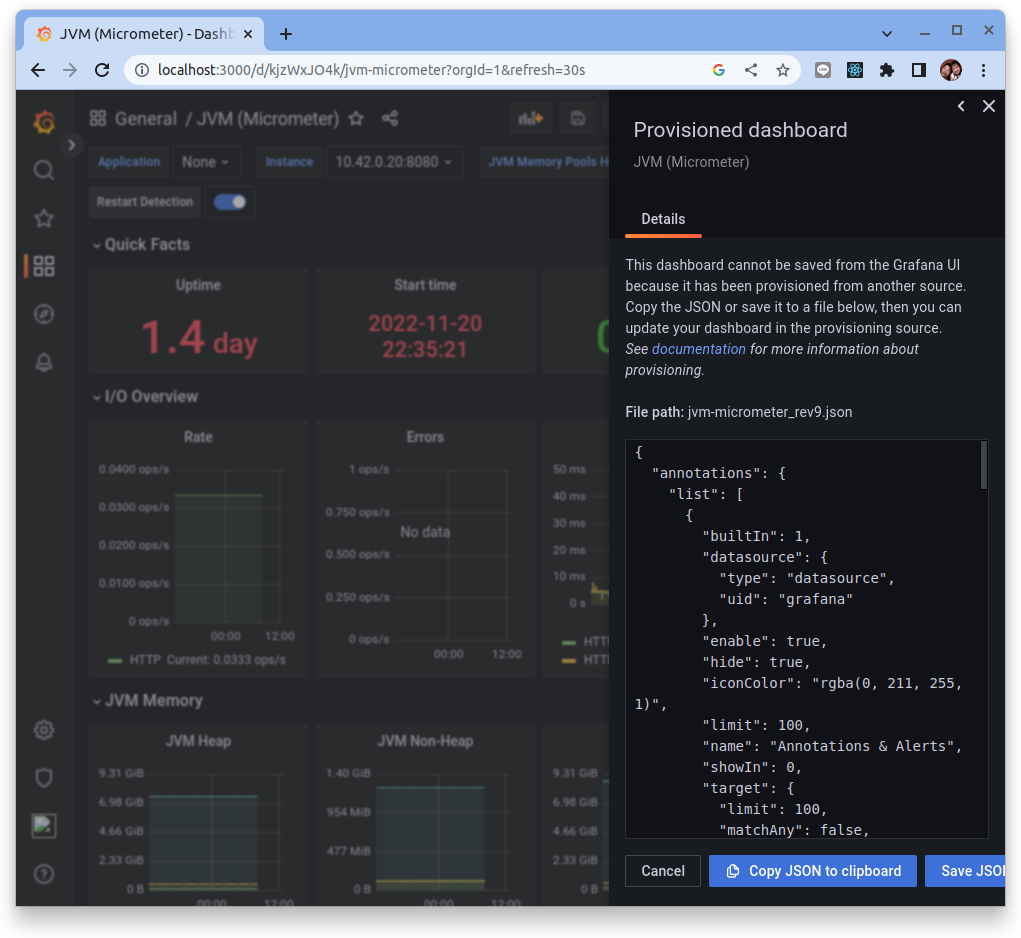 JVM (Micrometer) - Dashb
localhost:3000/d/kjzWxJO4k/jvm-micrometer?orgId=1&refresh=30s
General / JVM (Micrometer)
Application None Instance 10.42.0.20:8080 JVM Memory Pools H
Restart Detection
Quick Facts
Uptime
1.4 day
Start time
2022-11-20
22:35:21
I/O Overview
Rate
0.0400 ops/s
0.0300 ops/s
0.0200 ops/s
0.0100 ops/s
0 ops/s
00:00 12:00
HTTP Current: 0.0333 ops/s
Errors
1 ops/s
0.750 ops/s
No data
0.500 ops/s
0.250 ops/s
0 ops/s
00:00 12:00
50 ms
40 ms
30 ms
20 ms
10 ms
0 s
HTT
HTT
JVM Memory
JVM Heap
9.31 GiB
6.98 GiB
4.66 GiB
2.33 GiB
0 B
00:00 12:00
JVM Non-Heap
1.40 GiB
954 MiB
477 MiB
0 B
00:00 12:00
9.31 GiB
6.98 GiB
4.66 GiB
2.33 GiB
0 B
Provisioned dashboard
JVM (Micrometer)
Details
This dashboard cannot be saved from the Grafana UI
because it has been provisioned from another source.
Copy the JSON or save it to a file below, then you can
update your dashboard in the provisioning source.
See documentation for more information about
provisioning.
File path: jvm-micrometer_rev9.json
{
"annotations": {
"list": [
{
"builtIn": 1,
"datasource": {
"type": "datasource",
"uid": "grafana"
},
"enable": true,
"hide": true,
"iconColor": "rgba(0, 211, 255,
1)",
"limit": 100,
"name": "Annotations & Alerts",
"showIn": 0,
"target": {
"limit": 100,
"matchAny": false,
Cancel Copy JSON to clipboard Save JSO